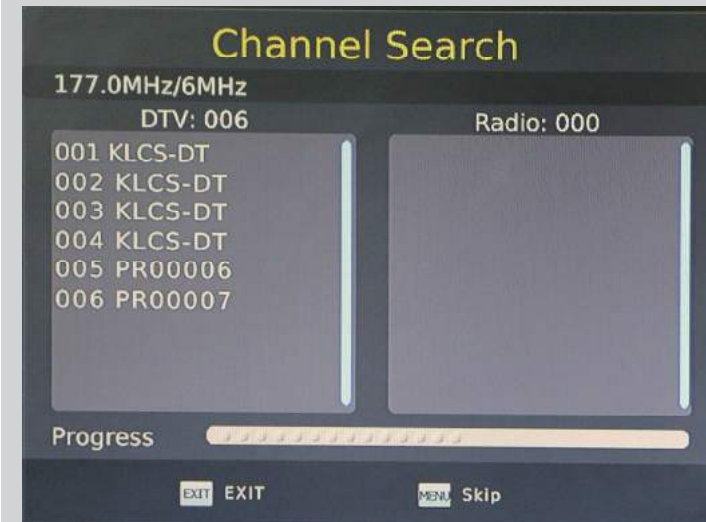 Channel Search
177.0MHz/6MHz
DTV: 006
Radio: 000
001 KLCS-DT
002 KLCS-DT
003 KLCS-DT
004 KLCS-DT
005 PR00006
006 PR00007
Progress
EXIT EXIT
MENU Skip